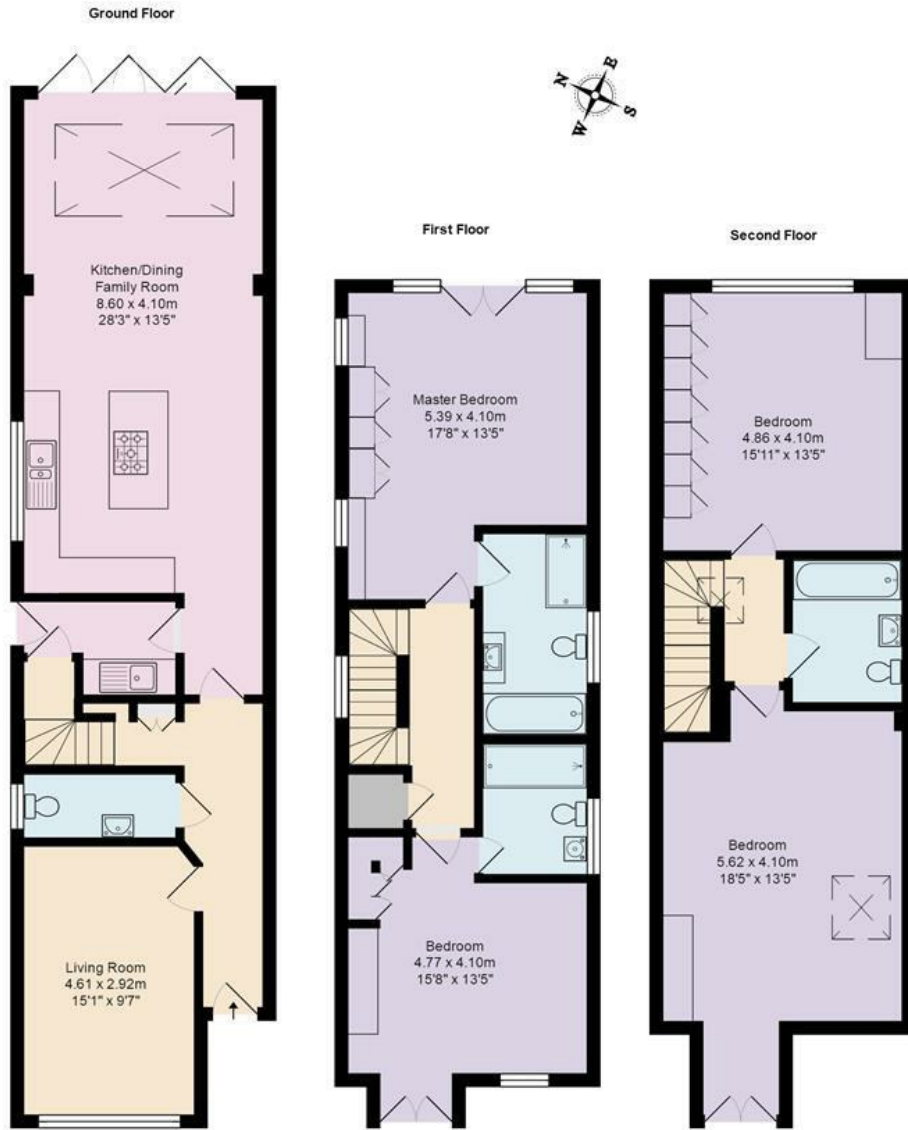 Ground Floor
N
E
S
W
Kitchen/Dining
Family Room
8.60 x 4.10m
28'3" x 13'5"
Living Room
4.61 x 2.92m
15'1" x 9'7"
First Floor
Master Bedroom
5.39 x 4.10m
17'8" x 13'5"
Bedroom
4.77 x 4.10m
15'8" x 13'5"
Second Floor
Bedroom
4.86 x 4.10m
15'11" x 13'5"
Bedroom
5.62 x 4.10m
18'5" x 13'5"